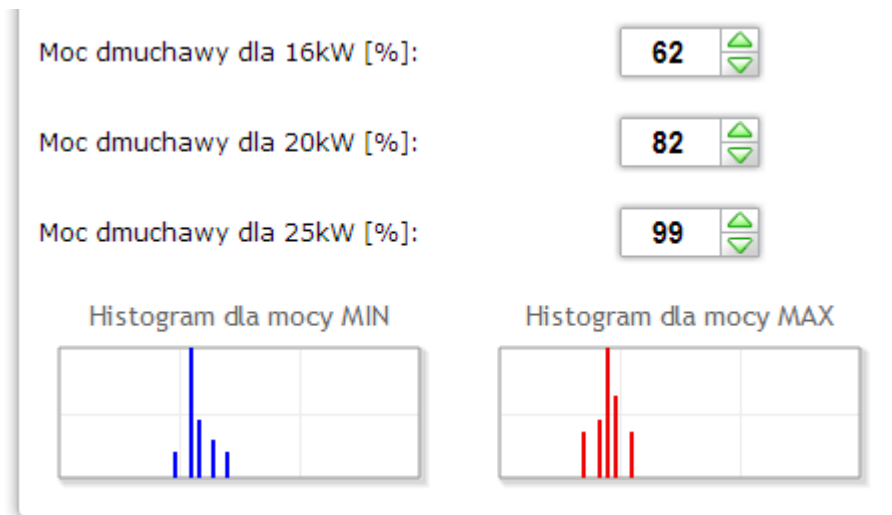 Moc dmuchawy dla 16kW [%]: 62
Moc dmuchawy dla 20kW [%]: 82
Moc dmuchawy dla 25kW [%]: 99
Histogram dla mocy MIN Histogram dla mocy MAX